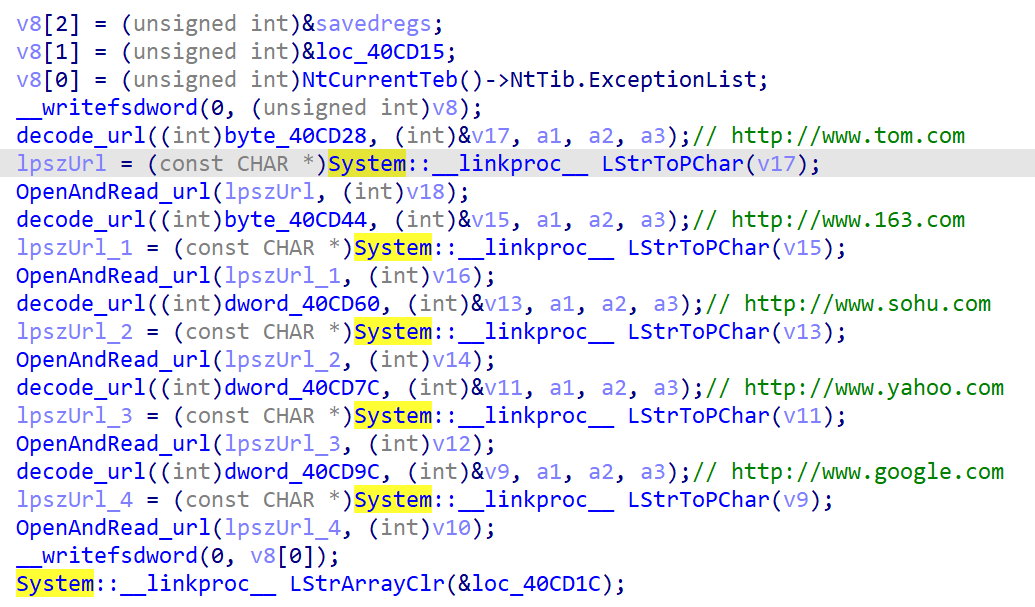 v8[2] = (unsigned int)&savedregs;
v8[1] = (unsigned int)&loc_40CD15;
v8[0] = (unsigned int)NtCurrentTeb()->NtTib.ExceptionList;
__writefsdword(0, (unsigned int)v8);
decode_url((int)byte_40CD28, (int)&v17, a1, a2, a3);// http://www.tom.com
lpszUrl = (const CHAR *)System::__linkproc__ LStrToPChar(v17);
OpenAndRead_url(lpszUrl, (int)v18);
decode_url((int)byte_40CD44, (int)&v15, a1, a2, a3);// http://www.163.com
lpszUrl_1 = (const CHAR *)System::__linkproc__ LStrToPChar(v15);
OpenAndRead_url(lpszUrl_1, (int)v16);
decode_url((int)dword_40CD60, (int)&v13, a1, a2, a3);// http://www.sohu.com
lpszUrl_2 = (const CHAR *)System::__linkproc__ LStrToPChar(v13);
OpenAndRead_url(lpszUrl_2, (int)v14);
decode_url((int)dword_40CD7C, (int)&v11, a1, a2, a3);// http://www.yahoo.com
lpszUrl_3 = (const CHAR *)System::__linkproc__ LStrToPChar(v11);
OpenAndRead_url(lpszUrl_3, (int)v12);
decode_url((int)dword_40CD9C, (int)&v9, a1, a2, a3);// http://www.google.com
lpszUrl_4 = (const CHAR *)System::__linkproc__ LStrToPChar(v9);
OpenAndRead_url(lpszUrl_4, (int)v10);
__writefsdword(0, v8[0]);
System::__linkproc__ LStrArrayClr(&loc_40CD1C);